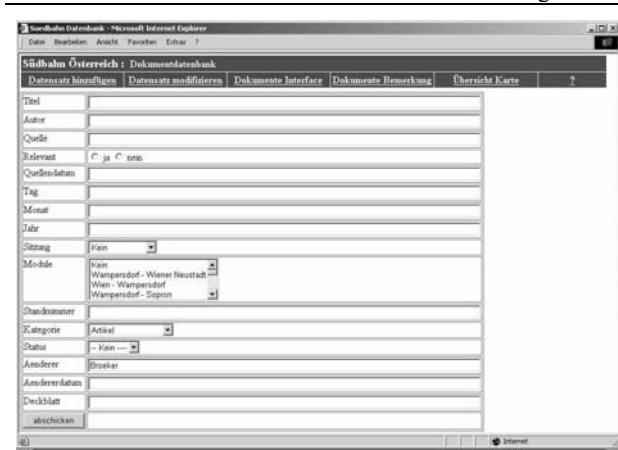 Suedbahn Datenbank - Microsoft Internet Explorer
Datei Bearbeiten Ansicht Favoriten Extras ?
Südbahn Österreich : Dokumentdatenbank
Datensatz hinzufügen Datensatz modifizieren Dokumente Interface Dokumente Bemerkung Übersicht Karte ?
Titel
Autor
Quelle
Relevant ja nein
Quellendatum
Tag
Monat
Jahr
Sitzung Kein
Module Kein
Wampersdorf - Wiener Neustadt
Wien - Wampersdorf
Wampersdorf - Sopron
Standnummer
Kategorie Artikel
Status -- Kein ---
Aenderer Broeker
Aendererdatum
Deckblatt
abschicken
Internet